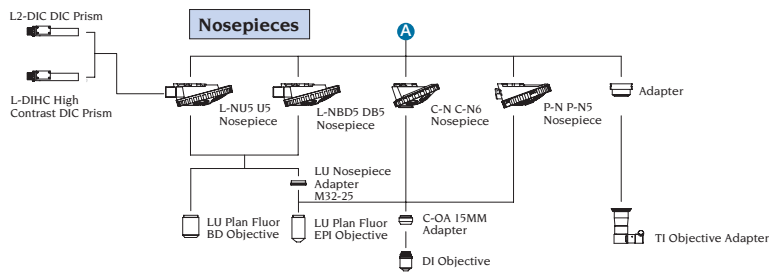 L2-DIC DIC Prism
Nosepieces
A
L-DIHC High
Contrast DIC Prism
L-NU5 U5
Nosepiece
L-NBD5 DB5
Nosepiece
C-N C-N6
Nosepiece
P-N P-N5
Nosepiece
Adapter
LU Nosepiece
Adapter
M32-25
LU Plan Fluor
BD Objective
LU Plan Fluor
EPI Objective
C-OA 15MM
Adapter
TI Objective Adapter
DI Objective